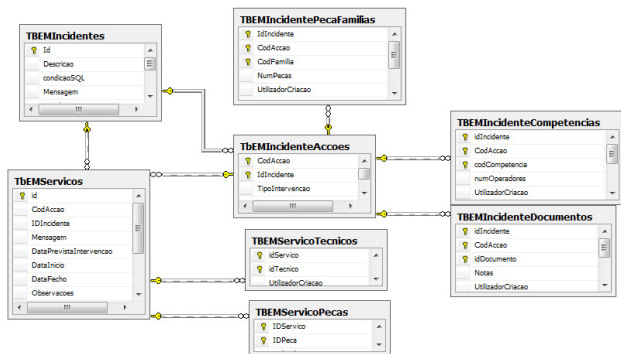 TBEMIncidentes
Id
Descricao
condicaoSQL
Mensagem
TBEMIncidentePecaFamilias
IdIncidente
CodAccao
CodFamilia
NumPecas
UtilizadorCriacao
TBEMIncidenteAccoes
CodAccao
IdIncidente
TipoIntervencao
TBEMIncidenteCompetencias
idIncidente
CodAccao
codCompetencia
numOperadores
UtilizadorCriacao
TbEMServicos
id
CodAccao
IDIncidente
Mensagem
DataPrevistaIntervencao
DataInicio
DataFecho
Observacoes
TBEMIncidenteDocumentos
idIncidente
CodAccao
idDocumento
Notas
UtilizadorCriacao
TBEMServicoTecnicos
idServico
idTecnico
UtilizadorCriacao
TBEMServicoPecas
IDServico
IDPeca